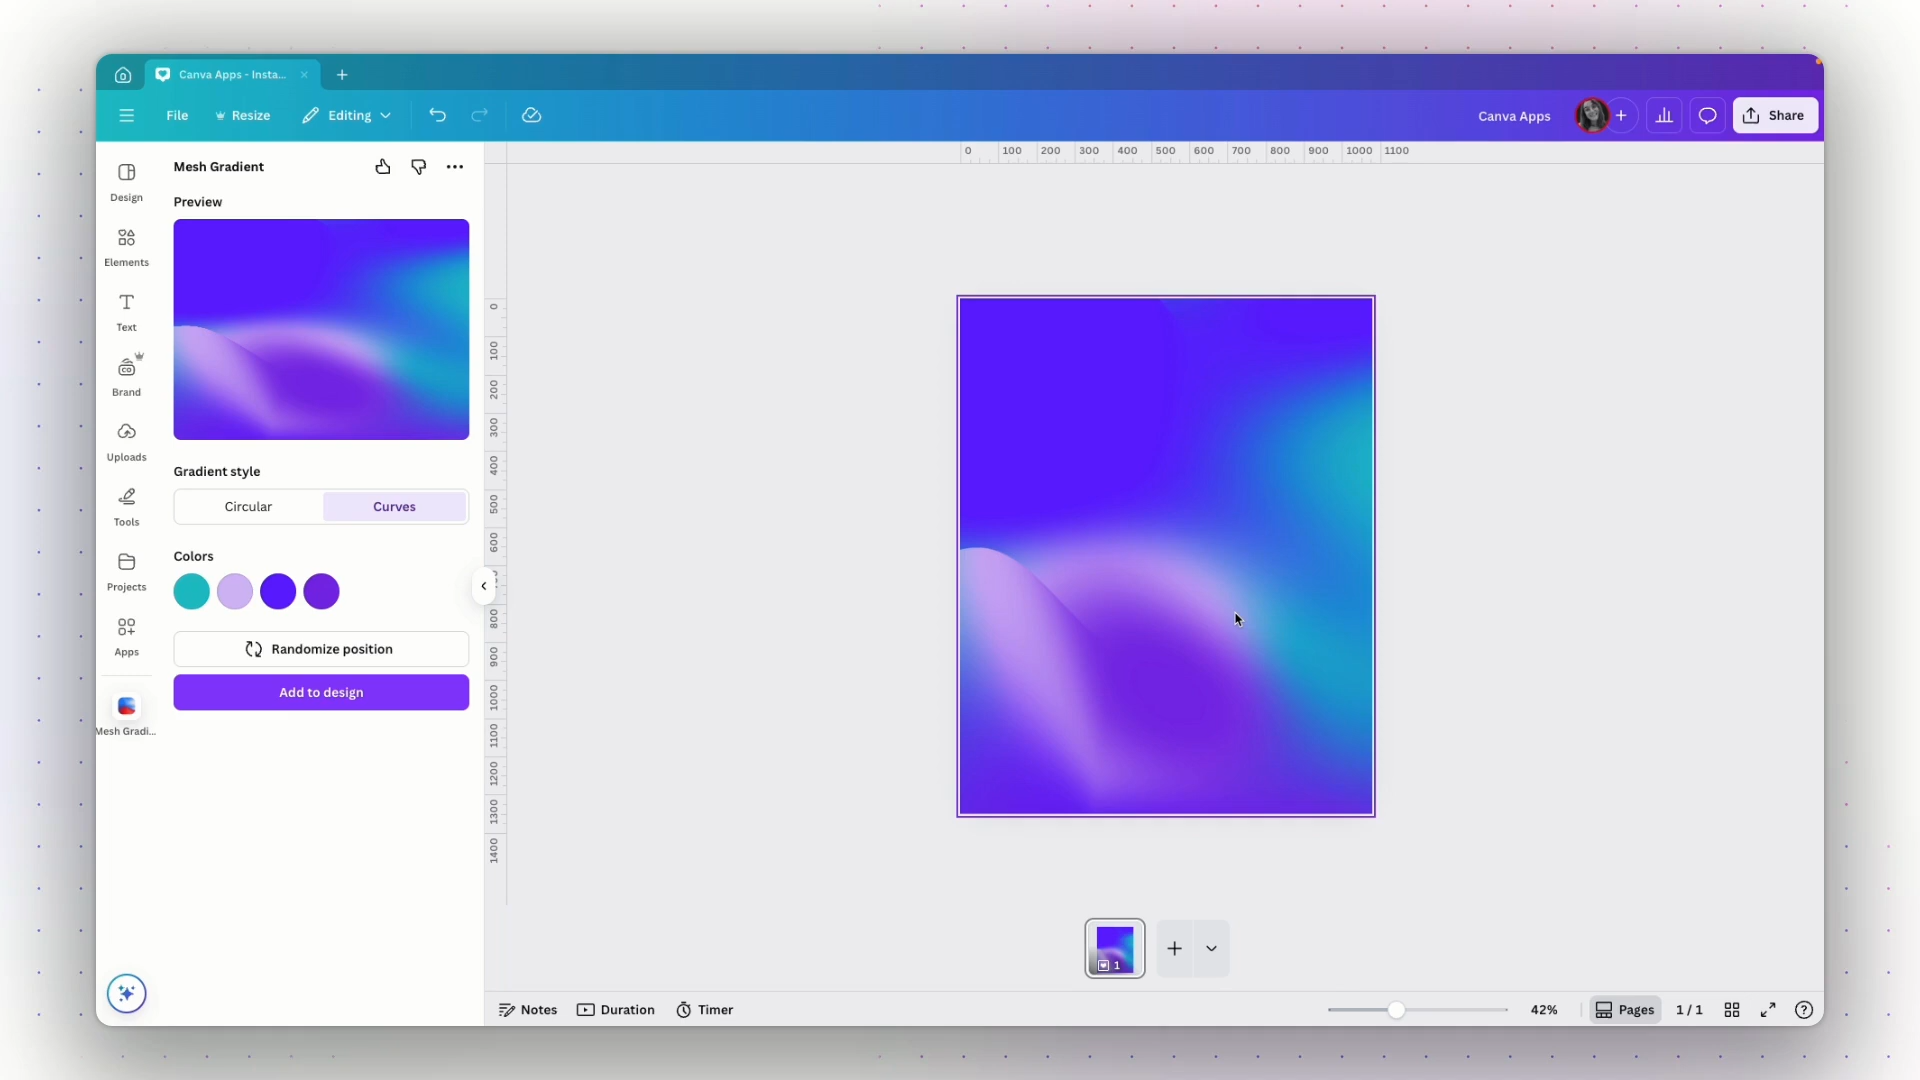 Canva Apps - Insta...
File
Resize
Editing
Canva Apps
Share
Design
Elements
Text
Brand
Uploads
Tools
Projects
Apps
Mesh Gradi...
Mesh Gradient
Preview
Gradient style
Circular
Curves
Colors
Randomize position
Add to design
0 100 200 300 400 500 600 700 800 900 1000 1100
0
100
200
300
400
500
600
800
900
1000
1100
1200
1300
1400
1
Notes
Duration
Timer
42%
Pages
1 / 1